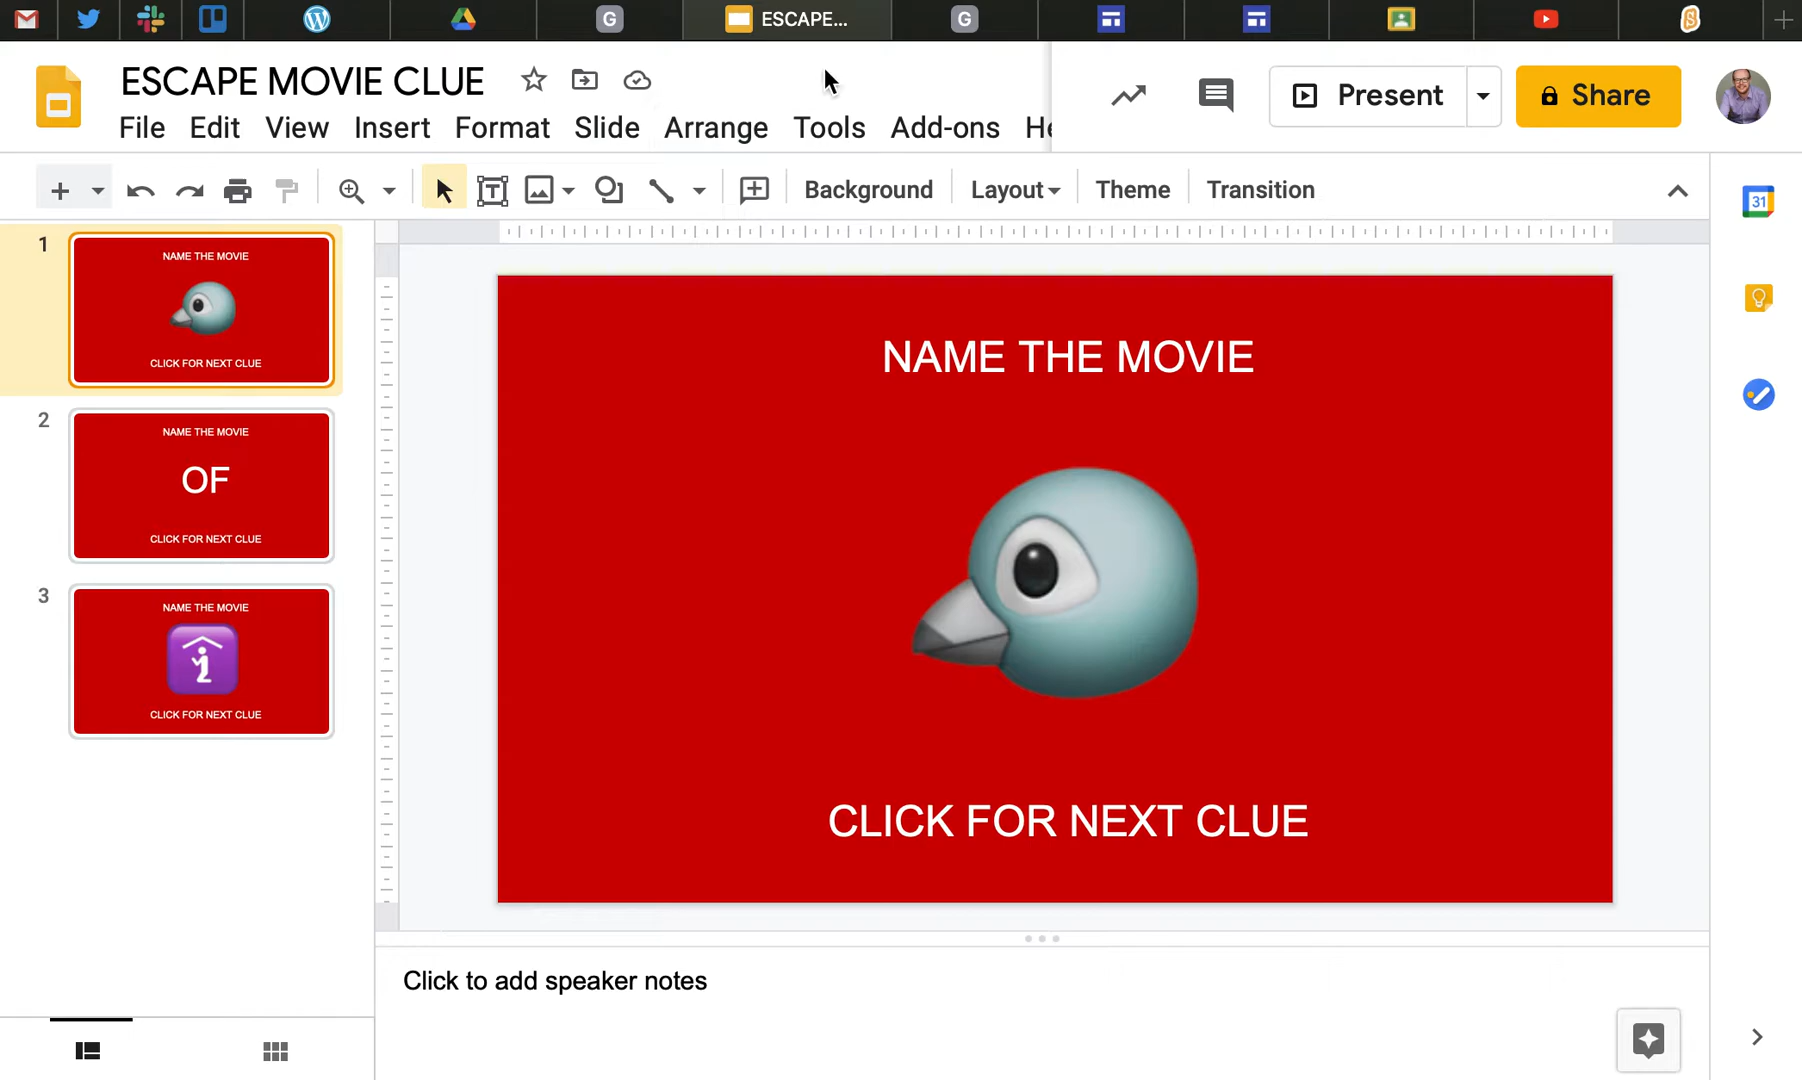 ESCAPE...
ESCAPE MOVIE CLUE
Present
Share
File Edit View Insert Format Slide Arrange Tools Add-ons He
Background Layout Theme Transition
31
1
NAME THE MOVIE
CLICK FOR NEXT CLUE
2
NAME THE MOVIE
OF
CLICK FOR NEXT CLUE
3
NAME THE MOVIE
CLICK FOR NEXT CLUE
NAME THE MOVIE
CLICK FOR NEXT CLUE
Click to add speaker notes